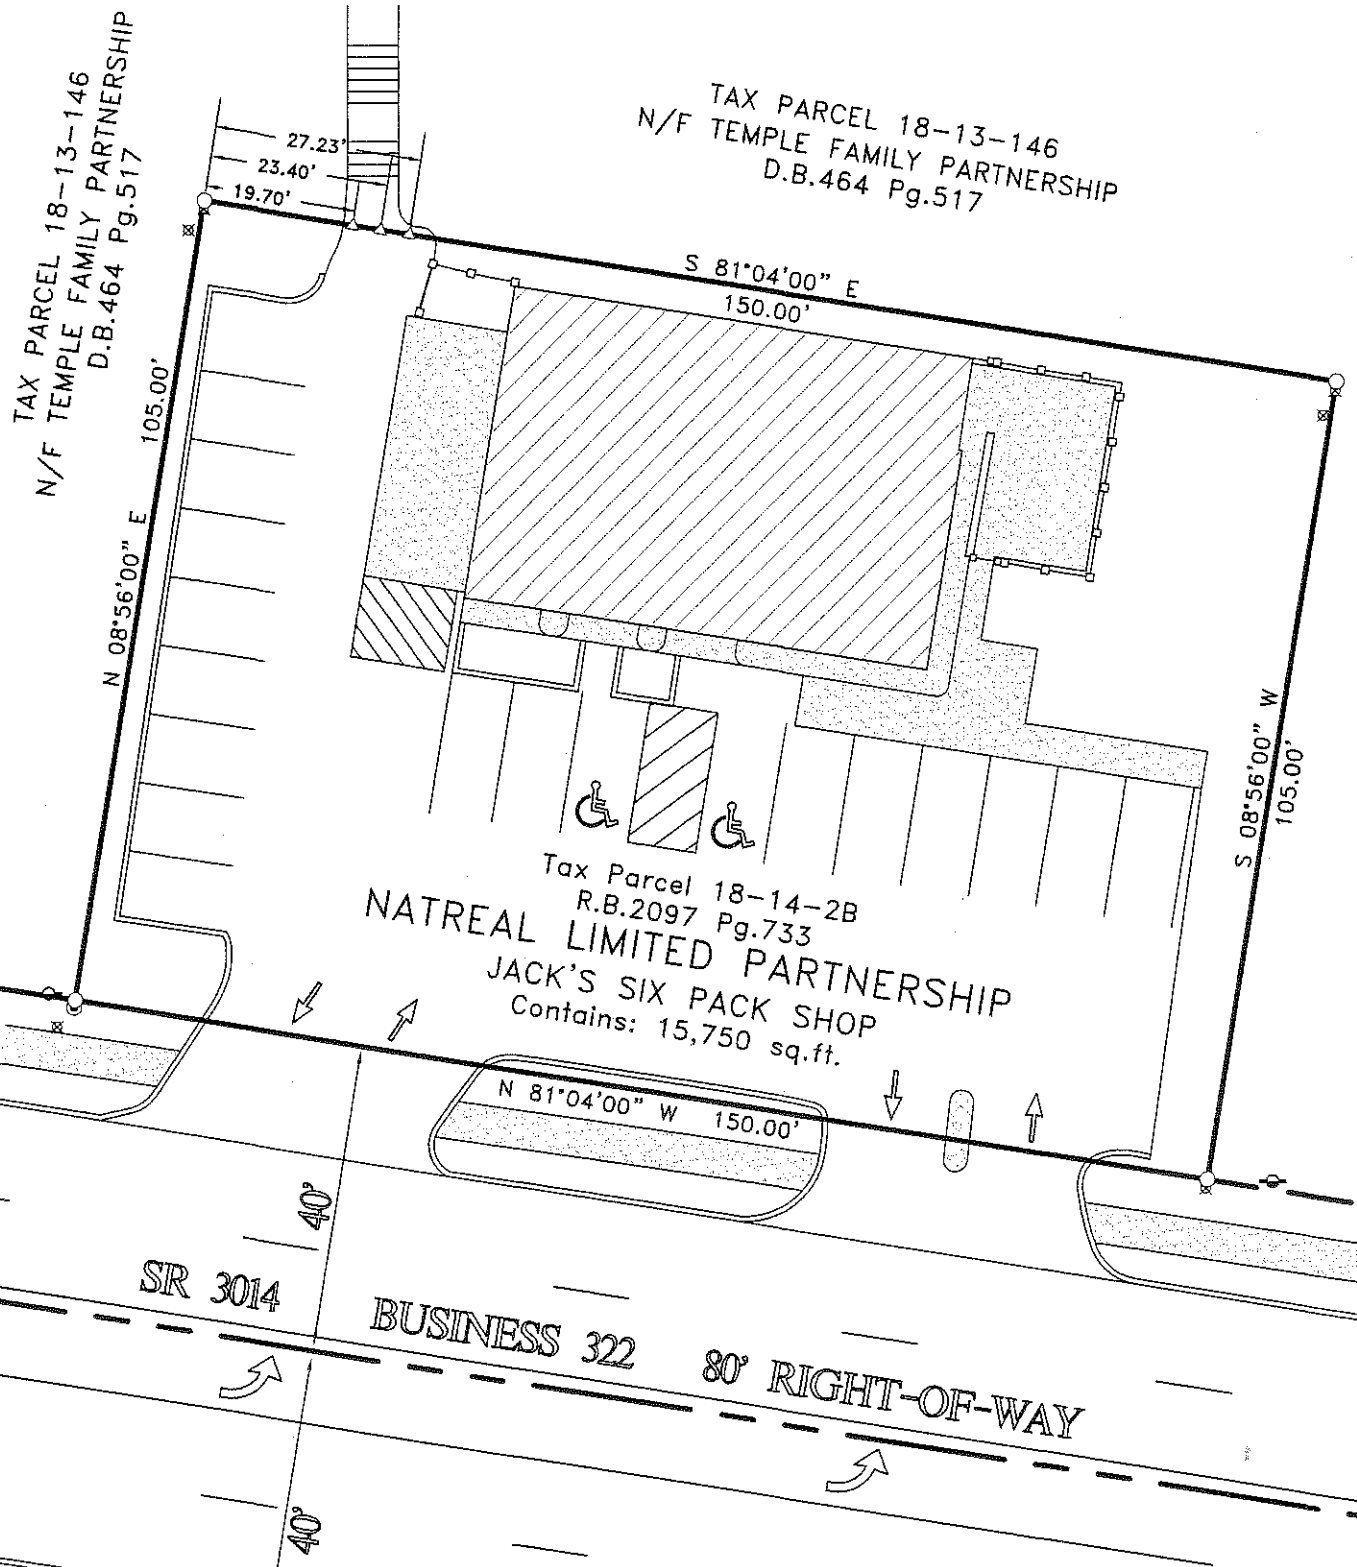 TAX PARCEL 18-13-146
N/F TEMPLE FAMILY PARTNERSHIP
D.B.464 Pg.517
27.23'
23.40'
19.70'
TAX PARCEL 18-13-146
N/F TEMPLE FAMILY PARTNERSHIP
D.B.464 Pg.517
S 81°04'00" E
150.00'
N 08°56'00" E 105.00'
S 08°56'00" W
105.00'
Tax Parcel 18-14-2B
R.B.2097 Pg.733
NATREAL LIMITED PARTNERSHIP
JACK'S SIX PACK SHOP
Contains: 15,750 sq.ft.
N 81°04'00" W 150.00'
40'
SR 3014 BUSINESS 322 80' RIGHT-OF-WAY
40'